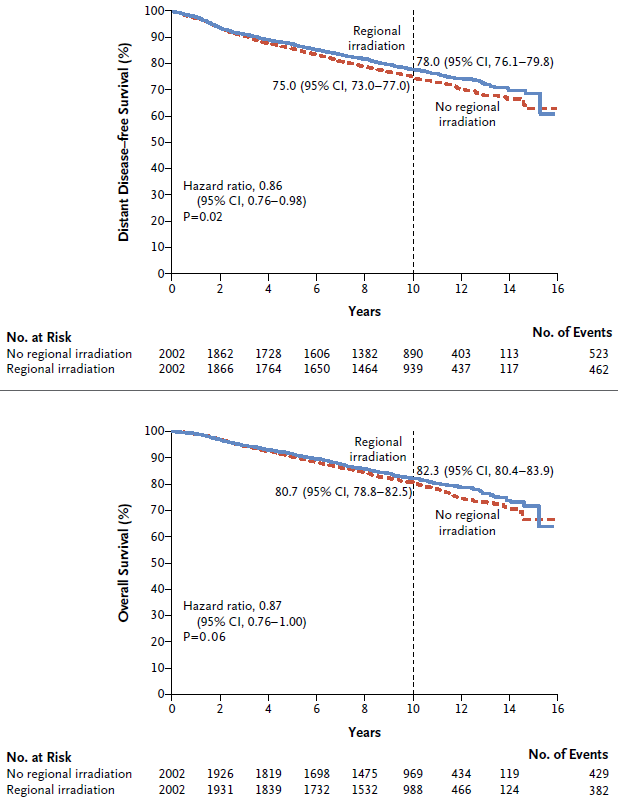 Distant Disease–free Survival (%)
100
90
80
70
60
50
40
30
20
10
0
Regional
irradiation
78.0 (95% CI, 76.1–79.8)
75.0 (95% CI, 73.0–77.0)
No regional
irradiation
Hazard ratio, 0.86
(95% CI, 0.76–0.98)
P=0.02
0 2 4 6 8 10 12 14 16
Years
No. at Risk No. of Events
No regional irradiation 2002 1862 1728 1606 1382 890 403 113 523
Regional irradiation 2002 1866 1764 1650 1464 939 437 117 462
Overall Survival (%)
100
90
80
70
60
50
40
30
20
10
0
Regional
irradiation
82.3 (95% CI, 80.4–83.9)
80.7 (95% CI, 78.8–82.5)
No regional
irradiation
Hazard ratio, 0.87
(95% CI, 0.76–1.00)
P=0.06
0 2 4 6 8 10 12 14 16
Years
No. at Risk No. of Events
No regional irradiation 2002 1926 1819 1698 1475 969 434 119 429
Regional irradiation 2002 1931 1839 1732 1532 988 466 124 382